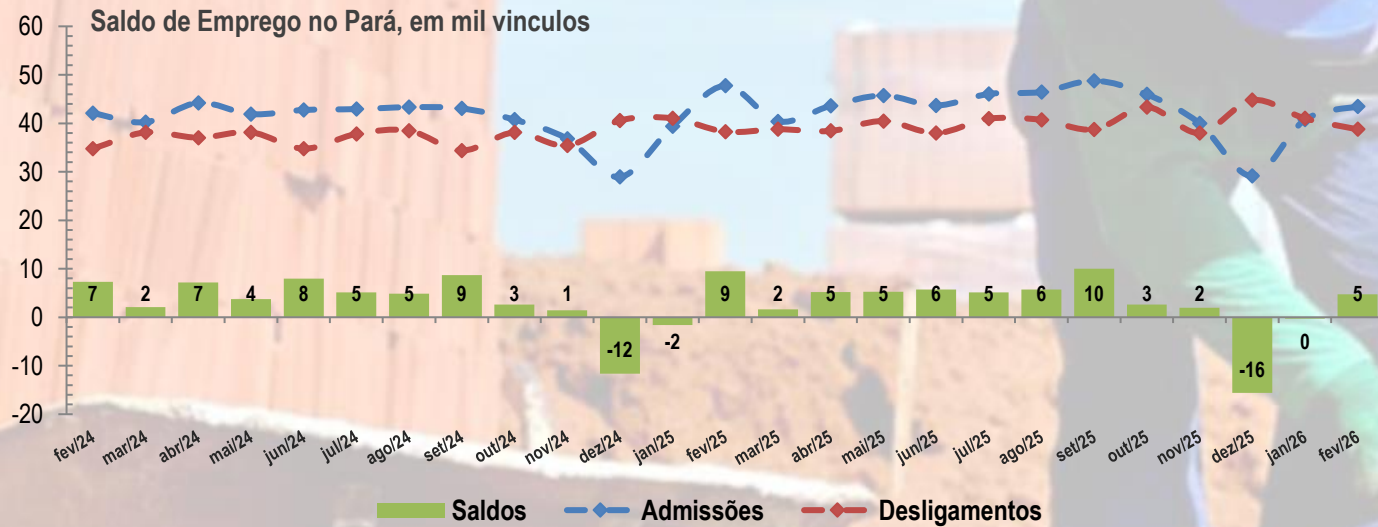 Saldo de Emprego no Pará, em mil vinculos
60
50
40
30
20
10
0
-10
-20
7 2 7 4 8 5 5 9 3 1 -12 -2 9 2 5 5 6 5 6 10 3 2 -16 0 5
fev/24 mar/24 abr/24 mai/24 jun/24 jul/24 ago/24 set/24 out/24 nov/24 dez/24 jan/25 fev/25 mar/25 abr/25 mai/25 jun/25 jul/25 ago/25 set/25 out/25 nov/25 dez/25 jan/26 fev/26
Saldos Admissões Desligamentos